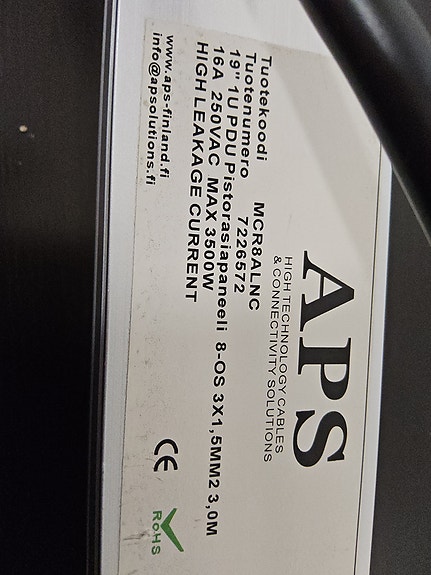 APS
HIGH TECHNOLOGY CABLES
& CONNECTIVITY SOLUTIONS
Tuotekoodi MCR8ALNC
Tuotenumero 7226572
19" 1U PDU Pistorasiapaneeli 8-OS 3X1,5MM2 3,0M
16A 250VAC MAX 3500W
HIGH LEAKAGE CURRENT
www.aps-finland.fi
info@apsolutions.fi
CE
RoHS